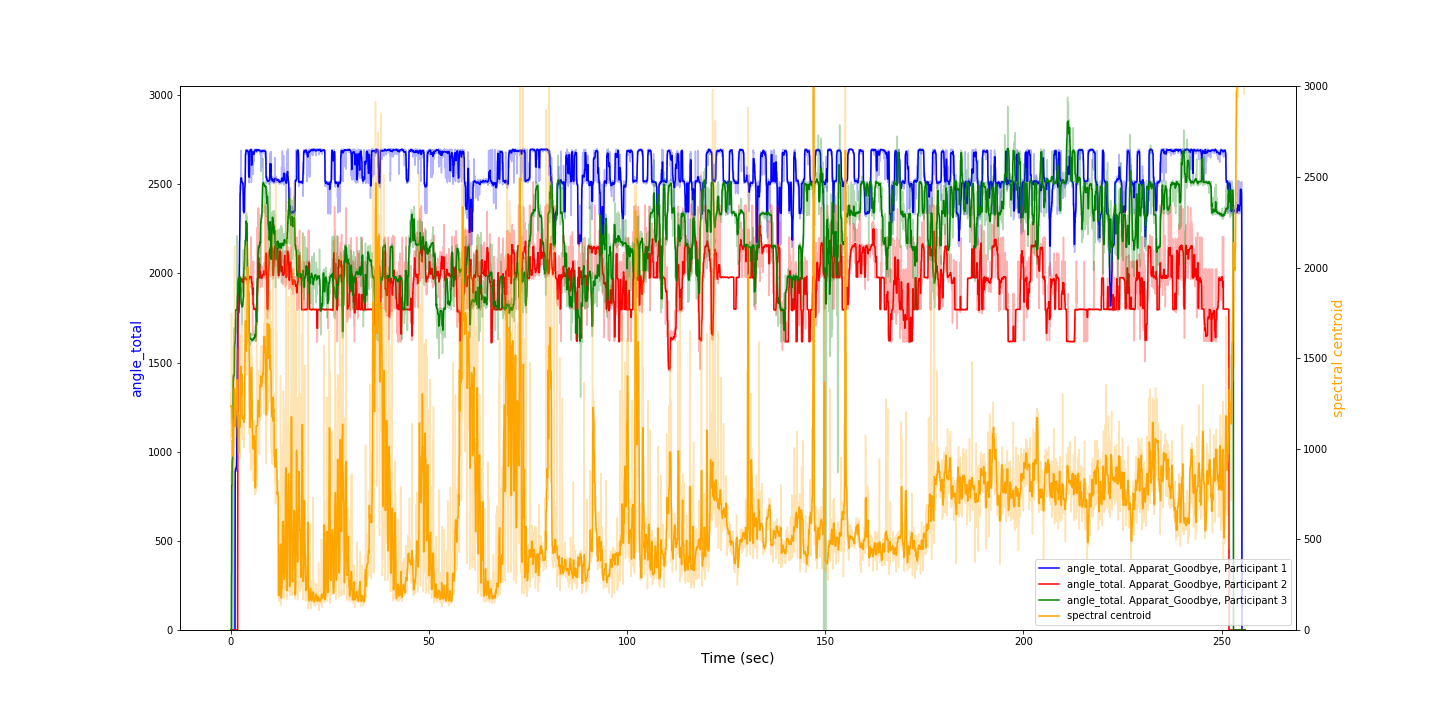 3000
2500
2000
1500
1000
500
0
angle_total
3000
2500
2000
1500
1000
500
0
spectral centroid
angle_total. Apparat_Goodbye, Participant 1
angle_total. Apparat_Goodbye, Participant 2
angle_total. Apparat_Goodbye, Participant 3
spectral centroid
0 50 100 150 200 250
Time (sec)